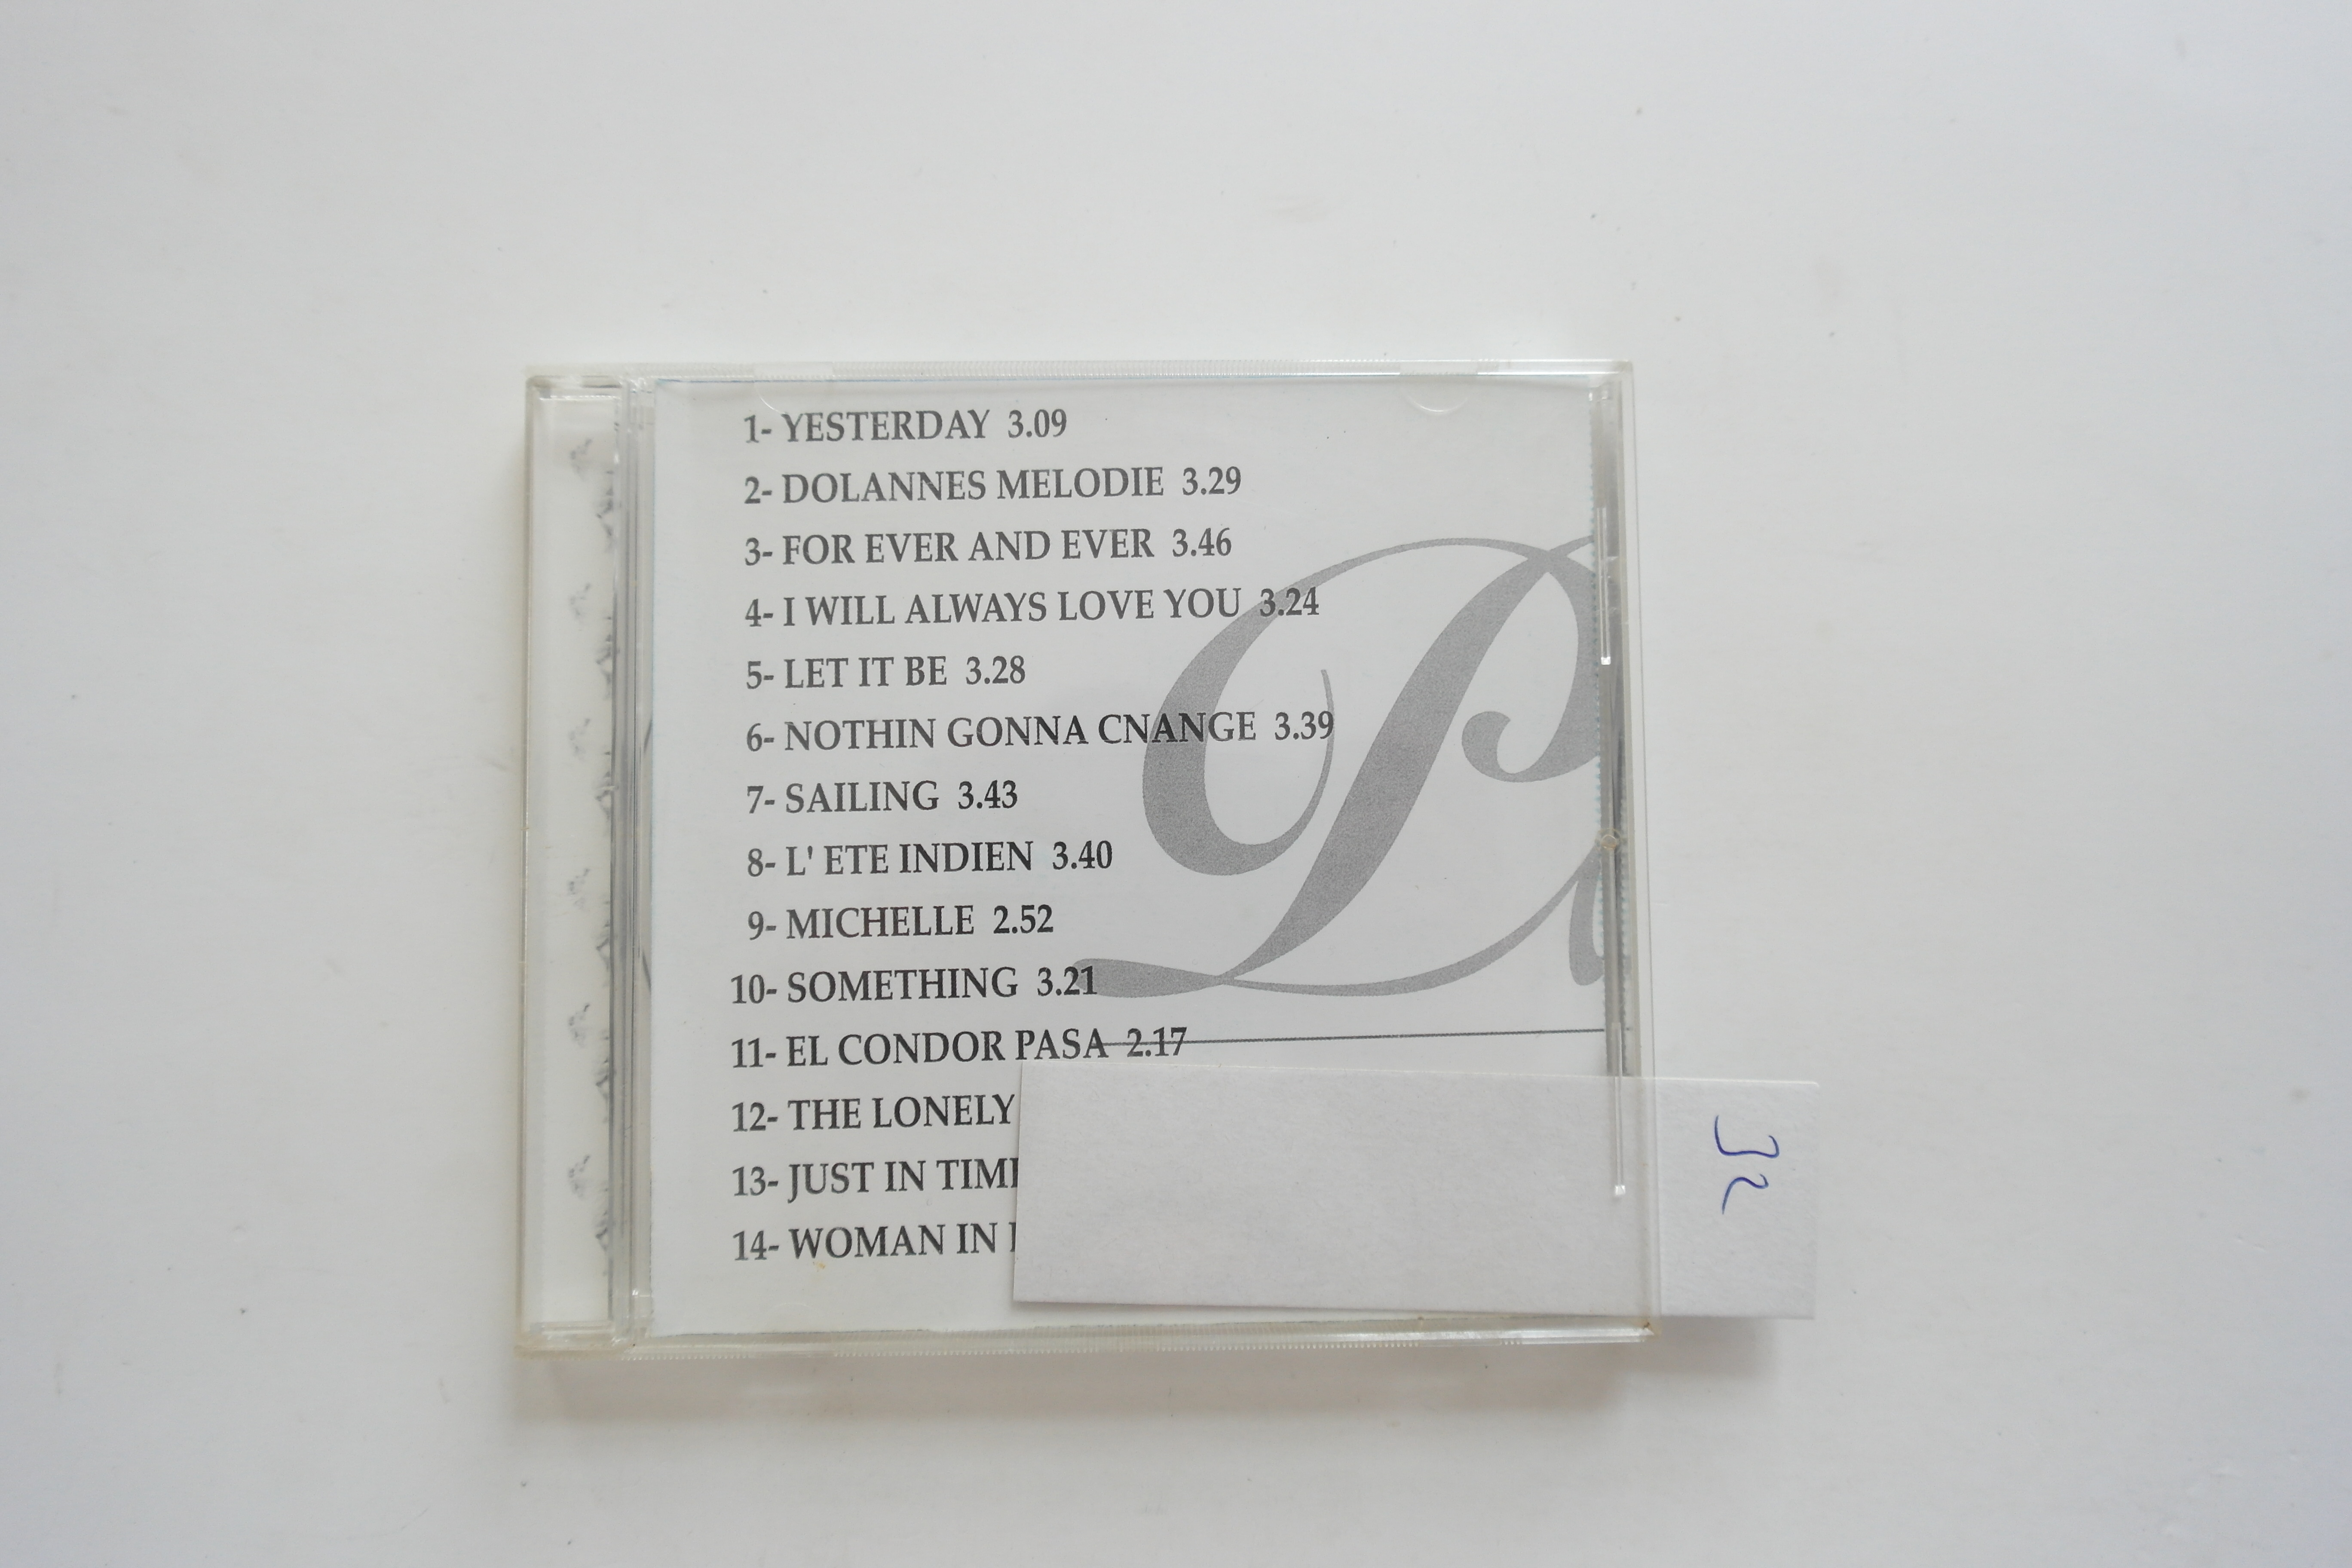 1- YESTERDAY 3.09
2- DOLANNES MELODIE 3.29
3- FOR EVER AND EVER 3.46
4- I WILL ALWAYS LOVE YOU 3.24
5- LET IT BE 3.28
6- NOTHIN GONNA CNANGE 3.39
7- SAILING 3.43
8- L' ETE INDIEN 3.40
9- MICHELLE 2.52
10- SOMETHING 3.21
11- EL CONDOR PASA 2.17
12- THE LONELY
13- JUST IN
14- WOMAN IN